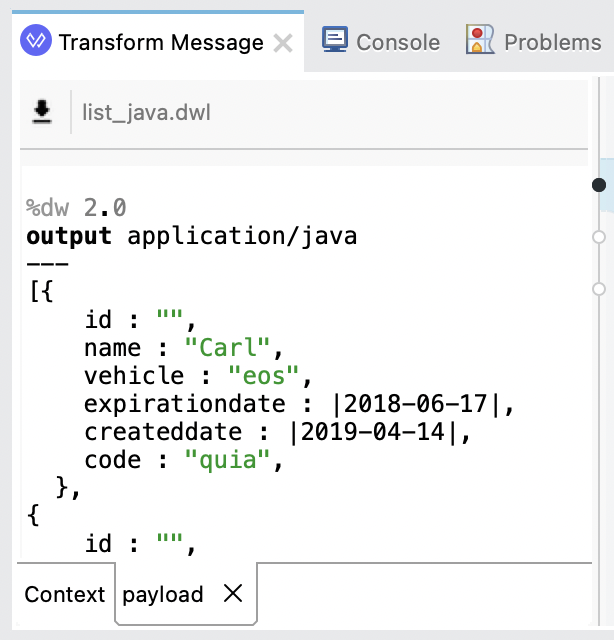 Transform Message Console Problems
list_java.dwl
%dw 2.0
output application/java
---
[{
id : "",
name : "Carl",
vehicle : "eos",
expirationdate : |2018-06-17|,
createddate : |2019-04-14|,
code : "quia",
},
{
id : "",
Context payload